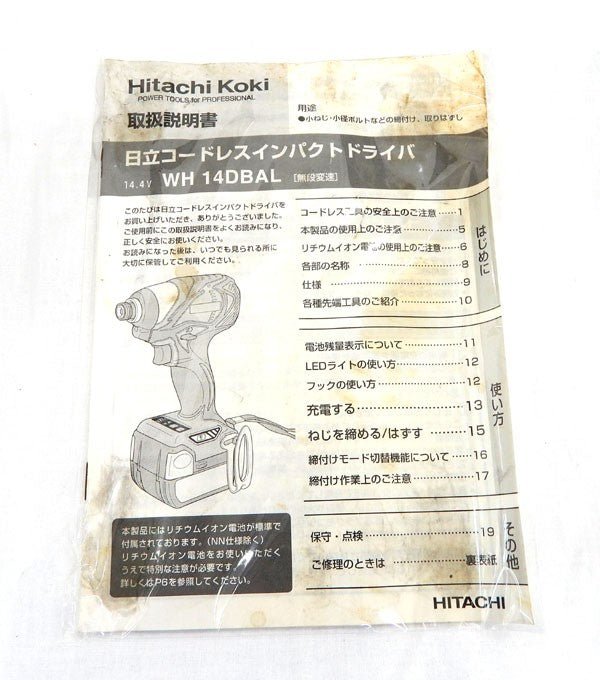 Hitachi Koki
POWER TOOLS for PROFESSIONAL
取扱説明書
用途
●小ねじ・小径ボルトなどの締付け、取りはずし
日立コードレスインパクトドライバ
14.4V WH 14DBAL [無段変速]
このたびは日立コードレスインパクトドライバを
お買い上げいただき、ありがとうございました。
ご使用前にこの取扱説明書をよくお読みになり、
正しく安全にお使いください。
お読みになった後は、いつでも見られる所に
大切に保管してご利用ください。
コードレス工具の安全上のご注意……1
本製品の使用上のご注意……5
リチウムイオン電池の使用上のご注意……6
各部の名称……8
仕様……9
各種先端工具のご紹介……10
はじめに
電池残量表示について……11
LEDライトの使い方……12
フックの使い方……12
充電する……13
ねじを締める/はずす……15
締付けモード切替機能について……16
締付け作業上のご注意……17
使い方
本製品にはリチウムイオン電池が標準で
付属されております。(NN仕様除く)
リチウムイオン電池をお使いいただく
うえで特別な注意が必要です。
詳しくはP6を参照してください。
保守・点検……19
ご修理のときは……裏表紙
その他
HITACHI